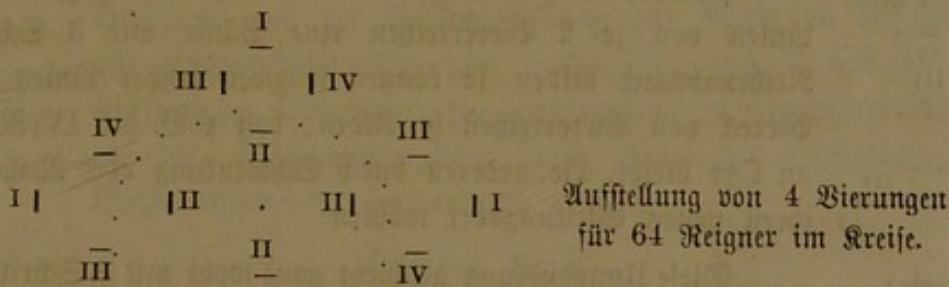 I
III IV
IV II III
I II II I
Aufstellung von 4 Vierungen
für 64 Reigner im Kreise.
III II IV